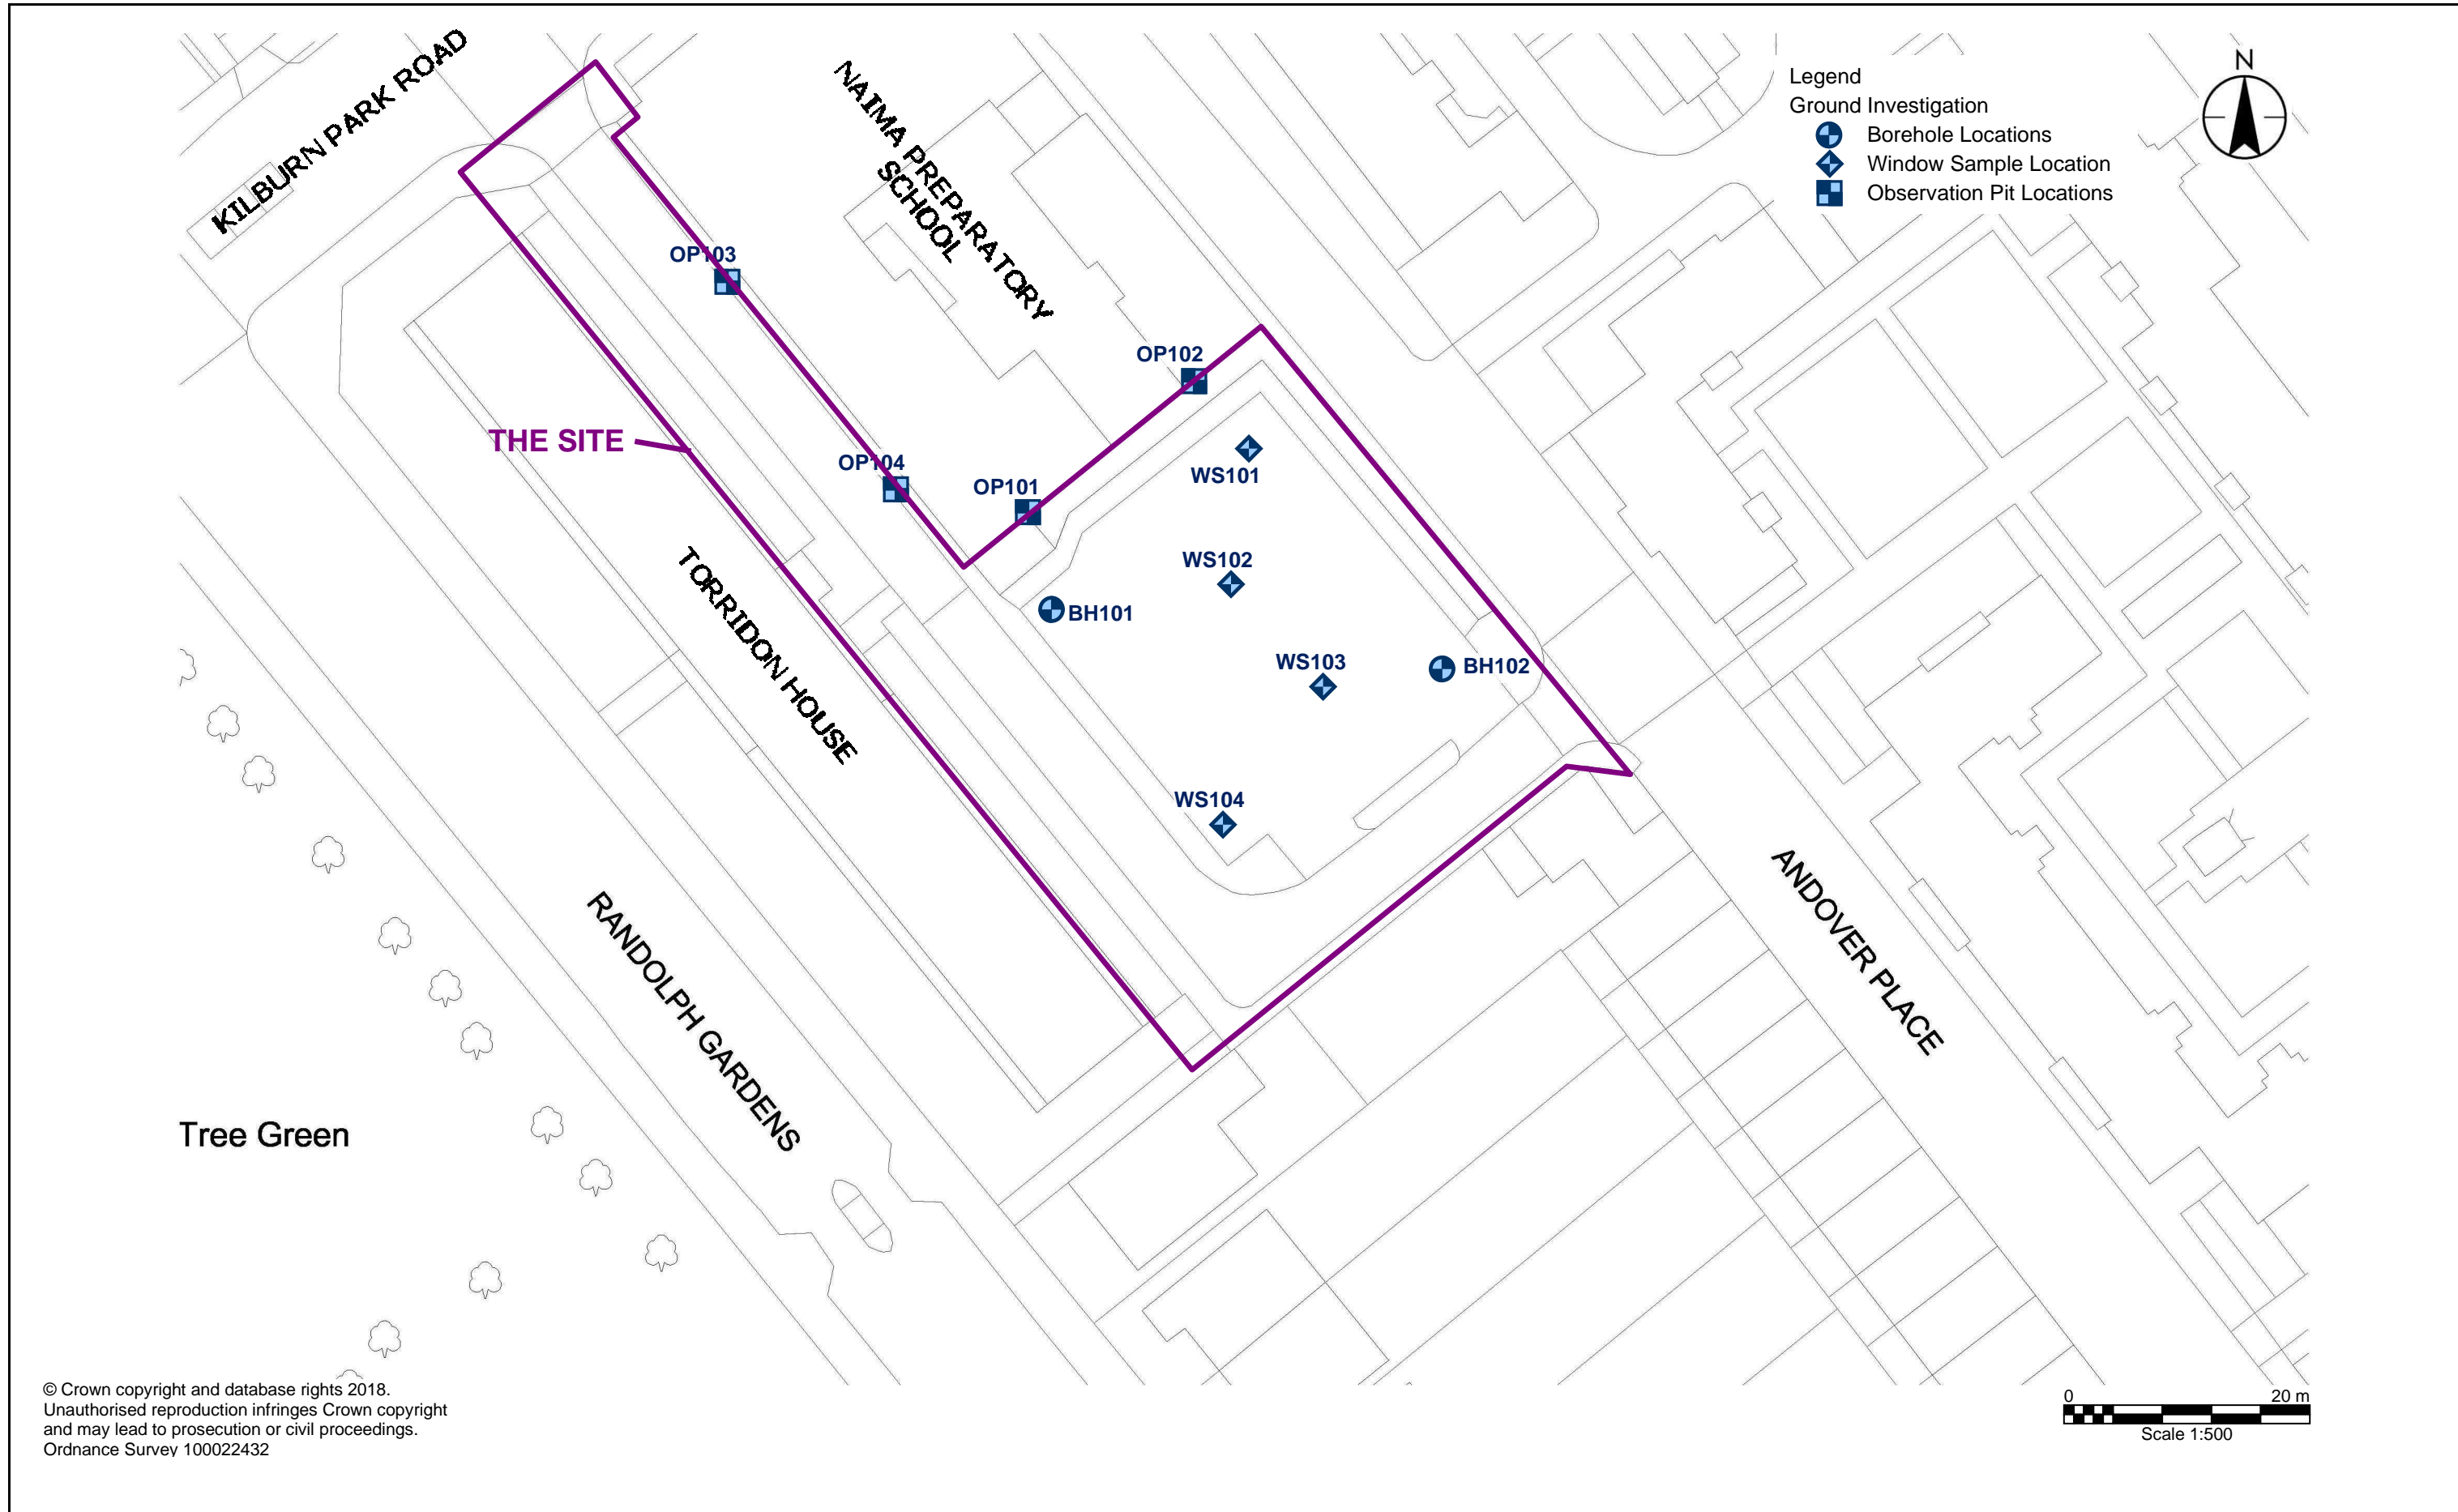 KILBURN PARK ROAD
NAIMA PREPARATORY
SCHOOL
Legend
Ground Investigation
Borehole Locations
Window Sample Location
Observation Pit Locations
N
OP103
OP102
THE SITE
OP104
OP101
WS101
WS102
BH101
WS103
BH102
TORRIDON HOUSE
WS104
RANDOLPH GARDENS
ANDOVER PLACE
Tree Green
© Crown copyright and database rights 2018.
Unauthorised reproduction infringes Crown copyright
and may lead to prosecution or civil proceedings.
Ordnance Survey 100022432
0 20 m
Scale 1:500